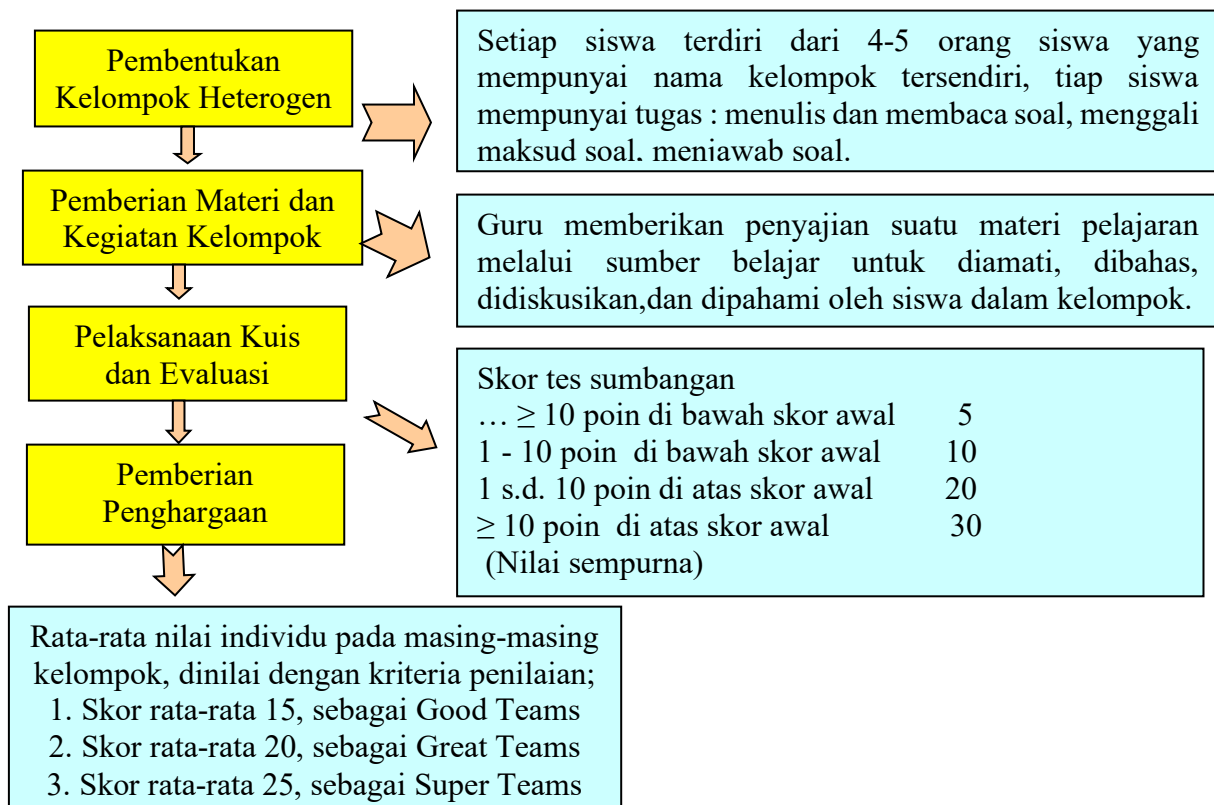 Pembentukan
Kelompok Heterogen
Setiap siswa terdiri dari 4-5 orang siswa yang
mempunyai nama kelompok tersendiri, tiap siswa
mempunyai tugas : menulis dan membaca soal, menggali
maksud soal, menjawab soal.
Pemberian Materi dan
Kegiatan Kelompok
Guru memberikan penyajian suatu materi pelajaran
melalui sumber belajar untuk diamati, dibahas,
didiskusikan,dan dipahami oleh siswa dalam kelompok.
Pelaksanaan Kuis
dan Evaluasi
Skor tes sumbangan
… ≥ 10 poin di bawah skor awal 5
1 - 10 poin di bawah skor awal 10
1 s.d. 10 poin di atas skor awal 20
≥ 10 poin di atas skor awal 30
(Nilai sempurna)
Pemberian
Penghargaan
Rata-rata nilai individu pada masing-masing
kelompok, dinilai dengan kriteria penilaian;
1. Skor rata-rata 15, sebagai Good Teams
2. Skor rata-rata 20, sebagai Great Teams
3. Skor rata-rata 25, sebagai Super Teams